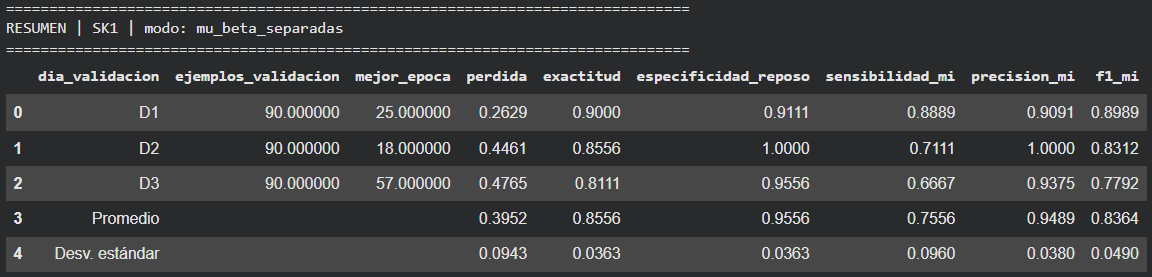 ================================================================================
RESUMEN | SK1 | modo: mu_beta_separadas
================================================================================
dia_validacion ejemplos_validacion mejor_epoca perdida exactitud especificidad_reposo sensibilidad_mi precision_mi f1_mi
0 D1 90.000000 25.000000 0.2629 0.9000 0.9111 0.8889 0.9091 0.8989
1 D2 90.000000 18.000000 0.4461 0.8556 1.0000 0.7111 1.0000 0.8312
2 D3 90.000000 57.000000 0.4765 0.8111 0.9556 0.6667 0.9375 0.7792
3 Promedio 0.3952 0.8556 0.9556 0.7556 0.9489 0.8364
4 Desv. estándar 0.0943 0.0363 0.0363 0.0960 0.0380 0.0490